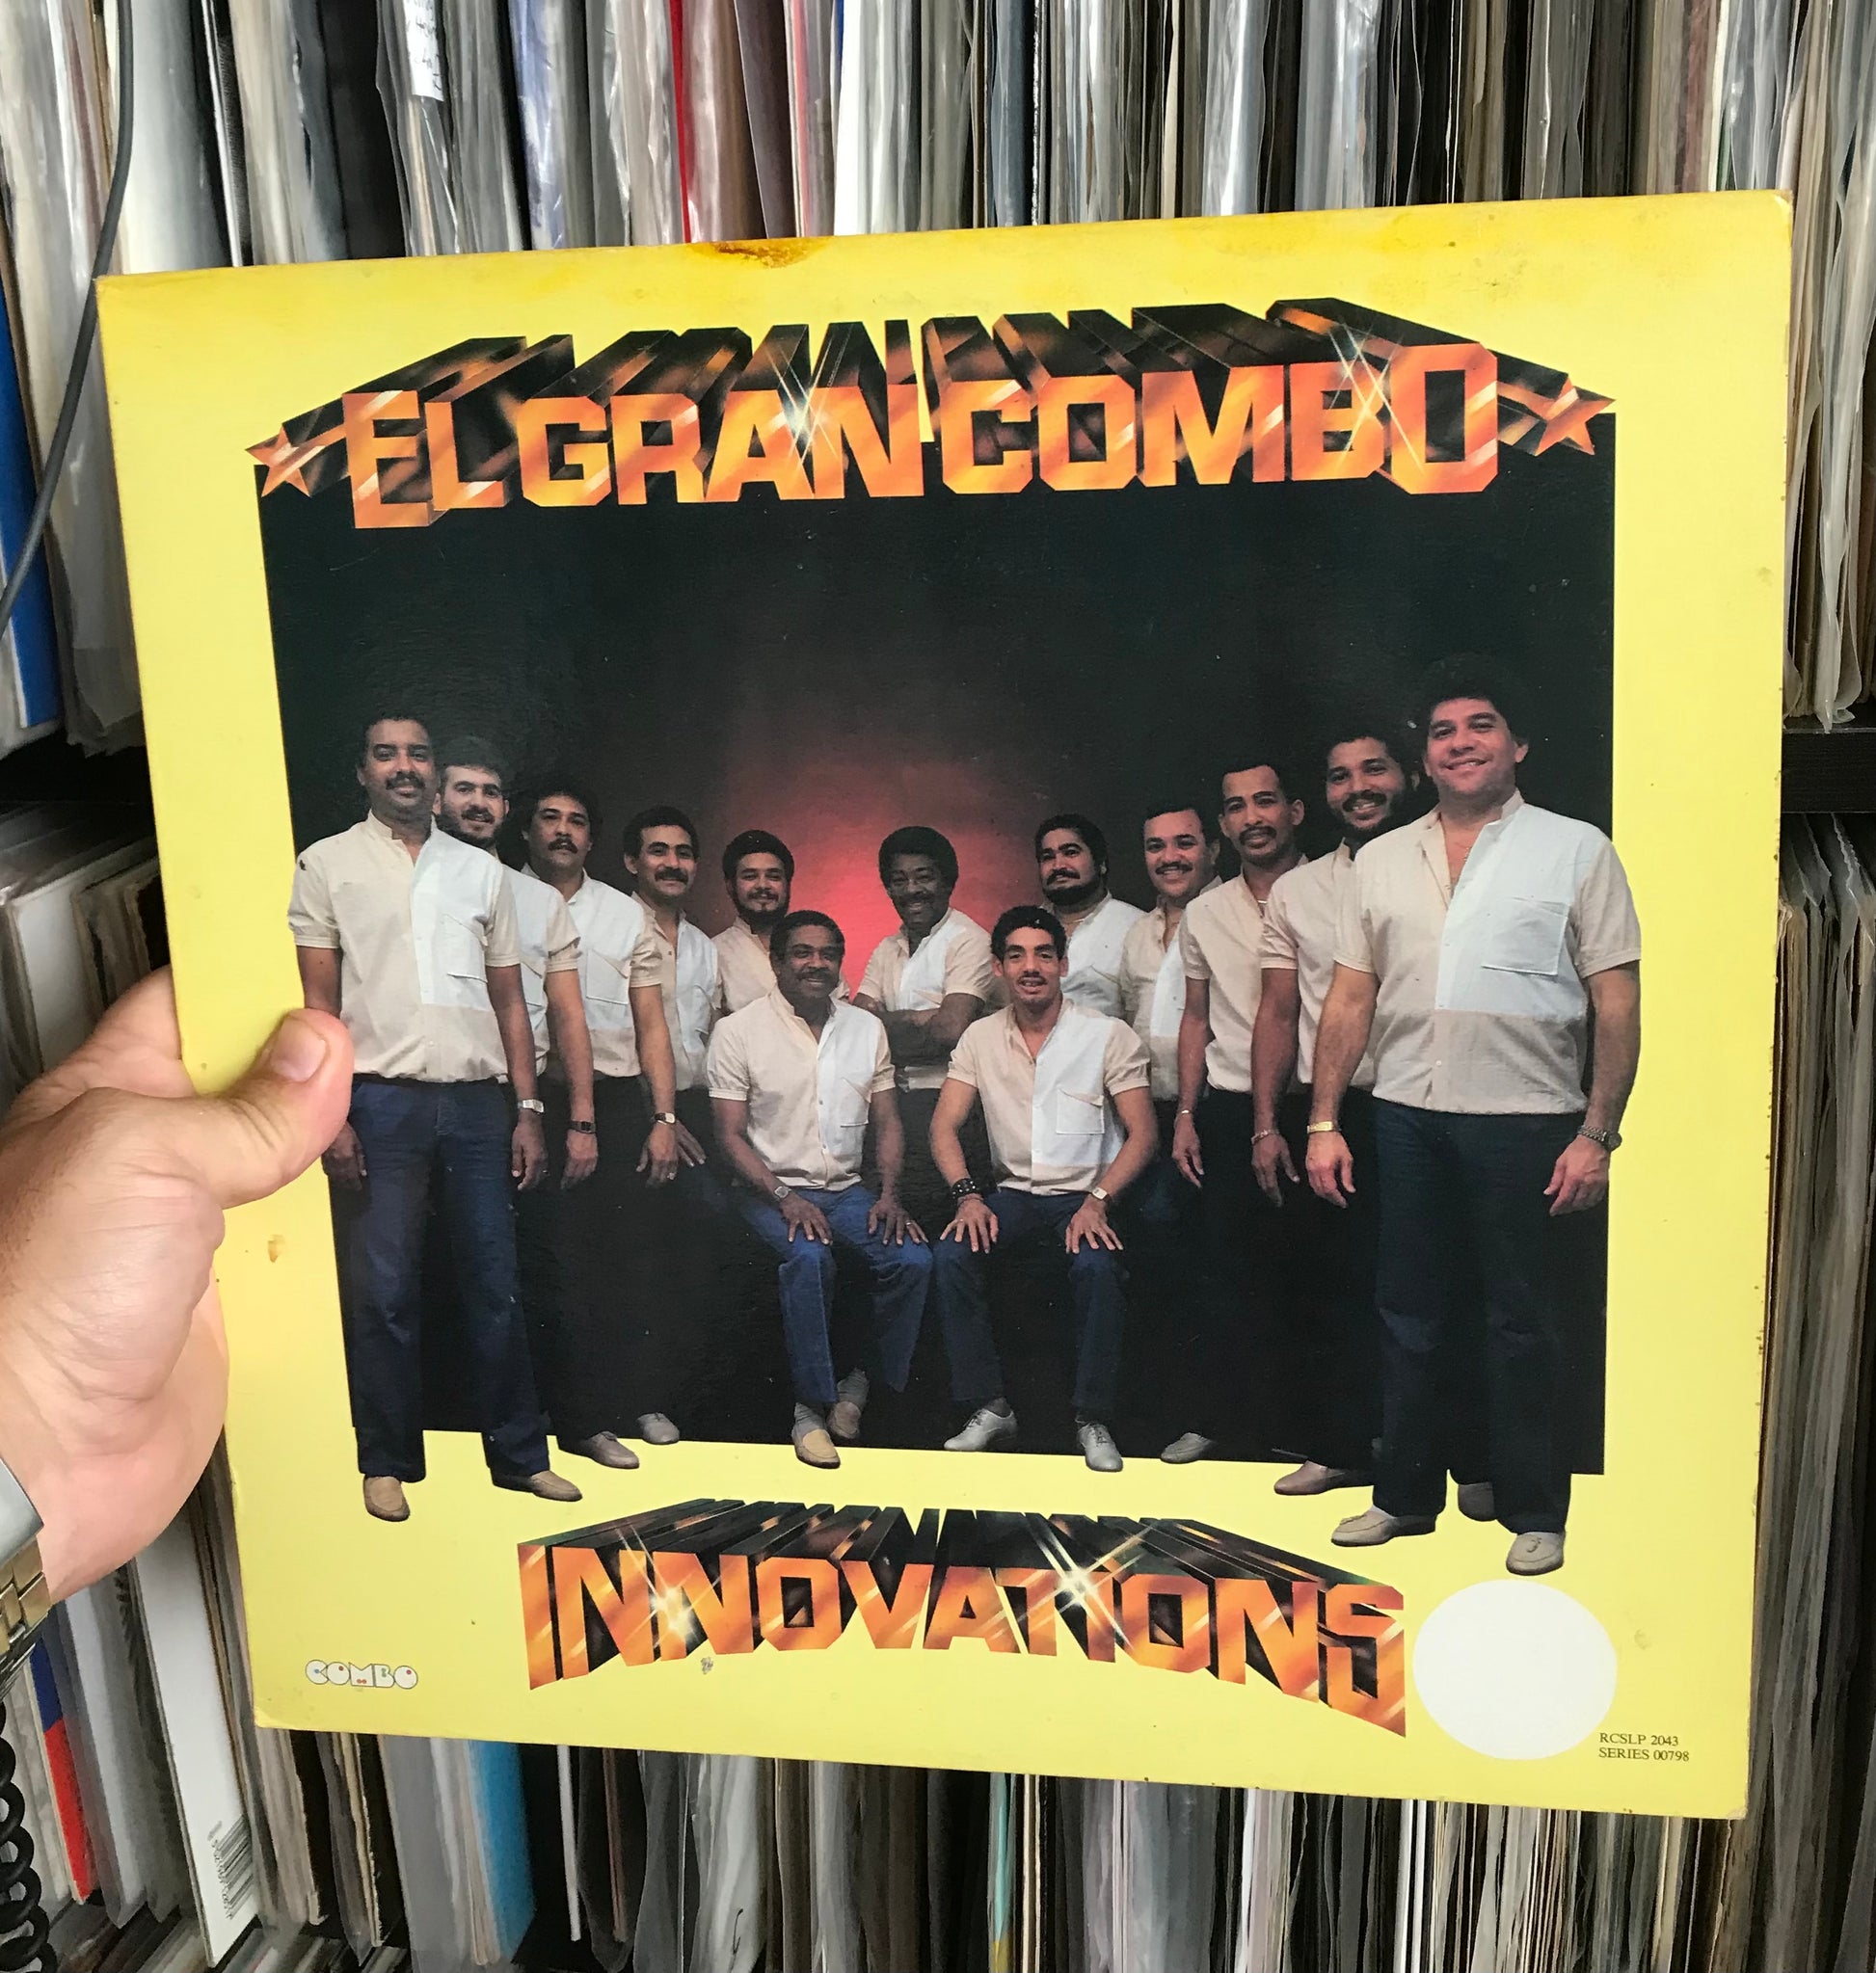 EL GRAN COMBO
INNOVATIONS
COMBO
RCSLP 2043
SERIES 00798